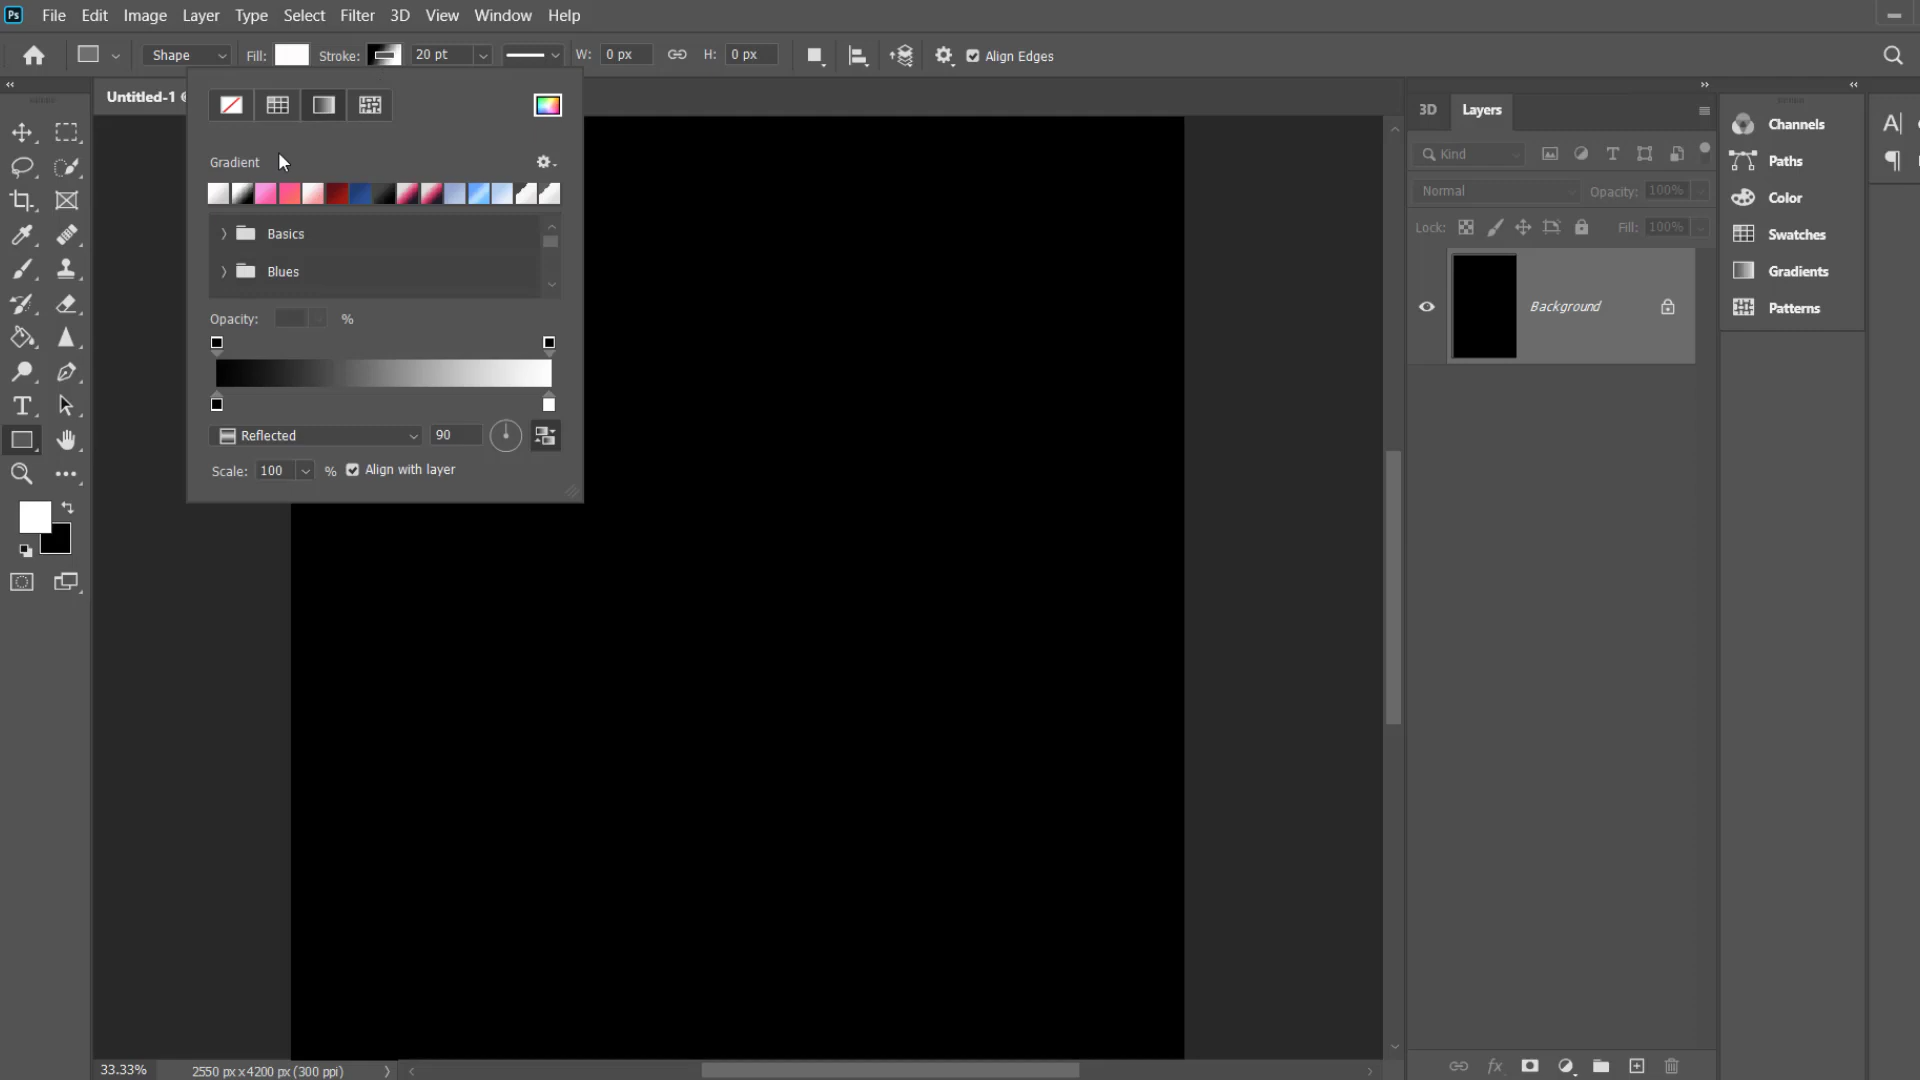 Ps File Edit Image Layer Type Select Filter 3D View Window Help
Shape Fill: Stroke: 20 pt W: 0 px H: 0 px Align Edges
Untitled-1
Gradient
Basics
Blues
Opacity: %
Reflected 90
Scale: 100 % Align with layer
T
3D Layers
Kind T
Normal Opacity: 100%
Lock: Fill: 100%
Background
fx
Channels
Paths
Color
Swatches
Gradients
Patterns
A
33.33% 2550 px x 4200 px (300 ppi)